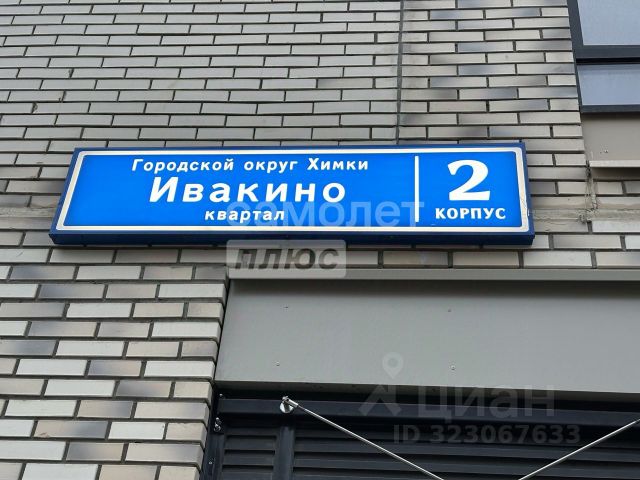 Городской округ Химки
Ивакино
квартал
2
корпус
самолет
плюс
циан
ID 323067633